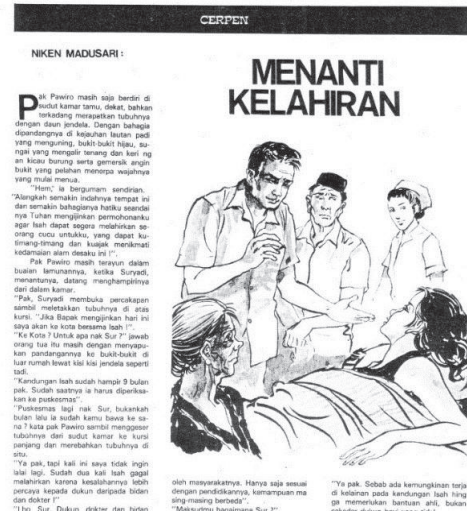 CERPEN
NIKEN MADUSARI :
MENANTI
KELAHIRAN
Pak Pawiro masih saja berdiri di
sudut kamar tamu, dekat, bahkan
terkadang merapatkan tubuhnya
dengan daun jendela. Dengan bahagia
dipandangnya di kejauhan lautan padi
yang menguning, bukit-bukit hijau, su-
ngai yang mengalir tenang dan keri ng
an kicau burung serta gemersik angin
bukit yang pelahan menerpa wajahnya
yang mulai menua.
"Hem," ia bergumam sendirian.
"Alangkah semakin indahnya tempat ini
dan semakin bahagianya hatiku seandai
nya Tuhan mengijinkan permohonanku
agar Isah dapat segera melahirkan se-
orang cucu untukku, yang dapat ku-
timang-timang dan kuajak menikmati
kedamaian alam desaku ini !".
Pak Pawiro masih terayun dalam
buaian lamunannya, ketika Suryadi,
menantunya, datang menghampirinya
dari dalam kamar.
"Pak, Suryadi membuka percakapan
sambil meletakkan tubuhnya di atas
kursi. "Jika Bapak mengijinkan hari ini
saya akan ke kota bersama Isah !".
"Ke Kota ? Untuk apa nak Sur ?" jawab
orang tua itu masih dengan menyapu-
kan pandangannya ke bukit-bukit di
luar rumah lewat kisi kisi jendela seperti
tadi.
"Kandungan Isah sudah hampir 9 bulan
pak. Sudah saatnya ia harus diperiksa-
kan ke puskesmas".
"Puskesmas lagi nak Sur, bukankah
bulan lalu ia sudah kamu bawa ke sa-
na ? kata pak Pawiro sambil menggeser
tubuhnya dari sudut kamar ke kursi
panjang dan merebahkan tubuhnya di
situ.
"Ya pak, tapi kali ini saya tidak ingin
lalai lagi. Sudah dua kali Isah gagal
melahirkan karena kesalahannya lebih
percaya kepada dukun daripada bidan
dan dokter !"
"Lho Sur. Dukun, dokter dan bidan
oleh masyarakatnya. Hanya saja sesuai
dengan pendidikannya, kemampuan ma
sing-masing berbeda".
"Maksudmu bagaimana Sur ?"
"Ya pak. Sebab ada kemungkinan terja
di kelainan pada kandungan Isah hing
ga memerlukan bantuan ahli, bukan